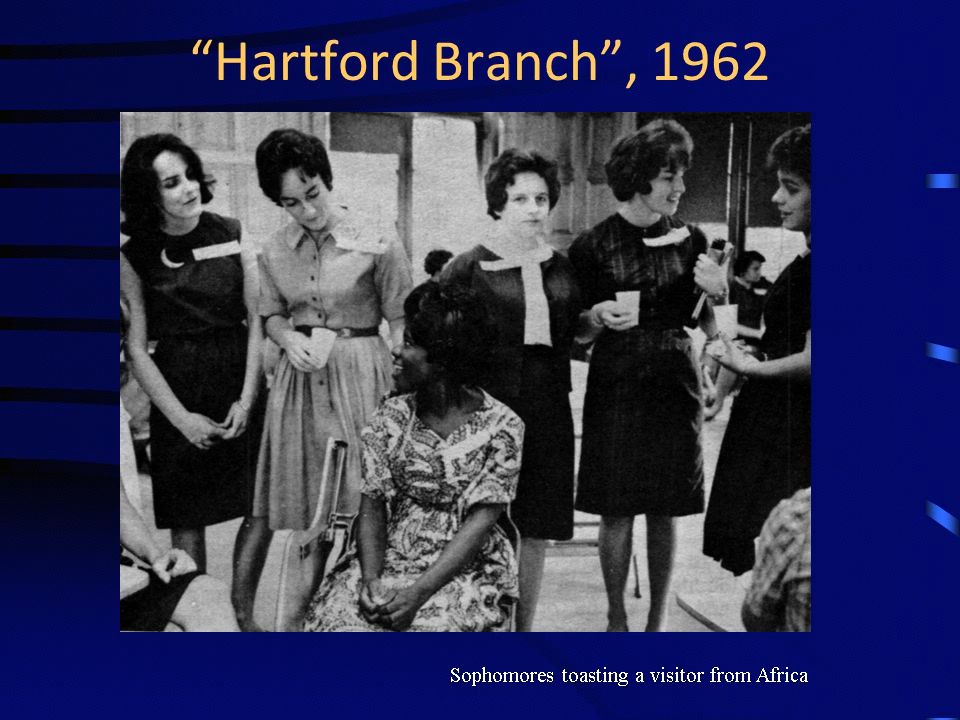 “Hartford Branch”, 1962
Sophomores toasting a visitor from Africa